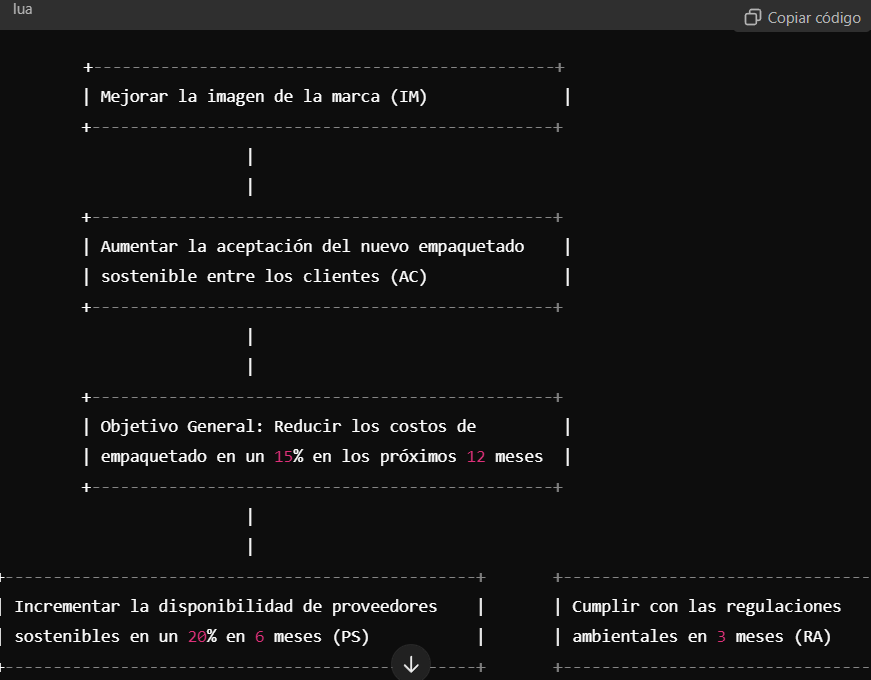 lua
Copiar código
+------------------------------------------------+
| Mejorar la imagen de la marca (IM)              |
+------------------------------------------------+
|
|
+------------------------------------------------+
| Aumentar la aceptación del nuevo empaquetado    |
| sostenible entre los clientes (AC)              |
+------------------------------------------------+
|
|
+------------------------------------------------+
| Objetivo General: Reducir los costos de         |
| empaquetado en un 15% en los próximos 12 meses  |
+------------------------------------------------+
|
|
+-------------------------------------------------+       +--------------------------------
| Incrementar la disponibilidad de proveedores    |       | Cumplir con las regulaciones
| sostenibles en un 20% en 6 meses (PS)           |       | ambientales en 3 meses (RA)
+-------------------------------------------------+       +--------------------------------